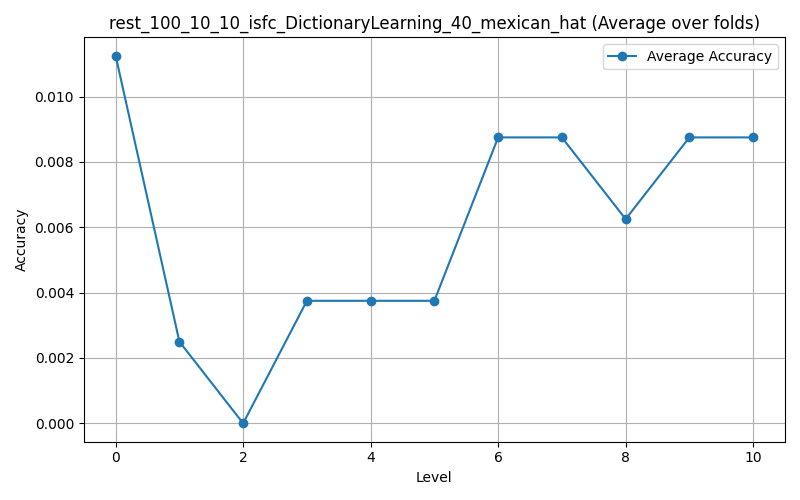 rest_100_10_10_isfc_DictionaryLearning_40_mexican_hat (Average over folds)
Average Accuracy
0.010
0.008
0.006
0.004
0.002
0.000
Accuracy
0 2 4 6 8 10
Level